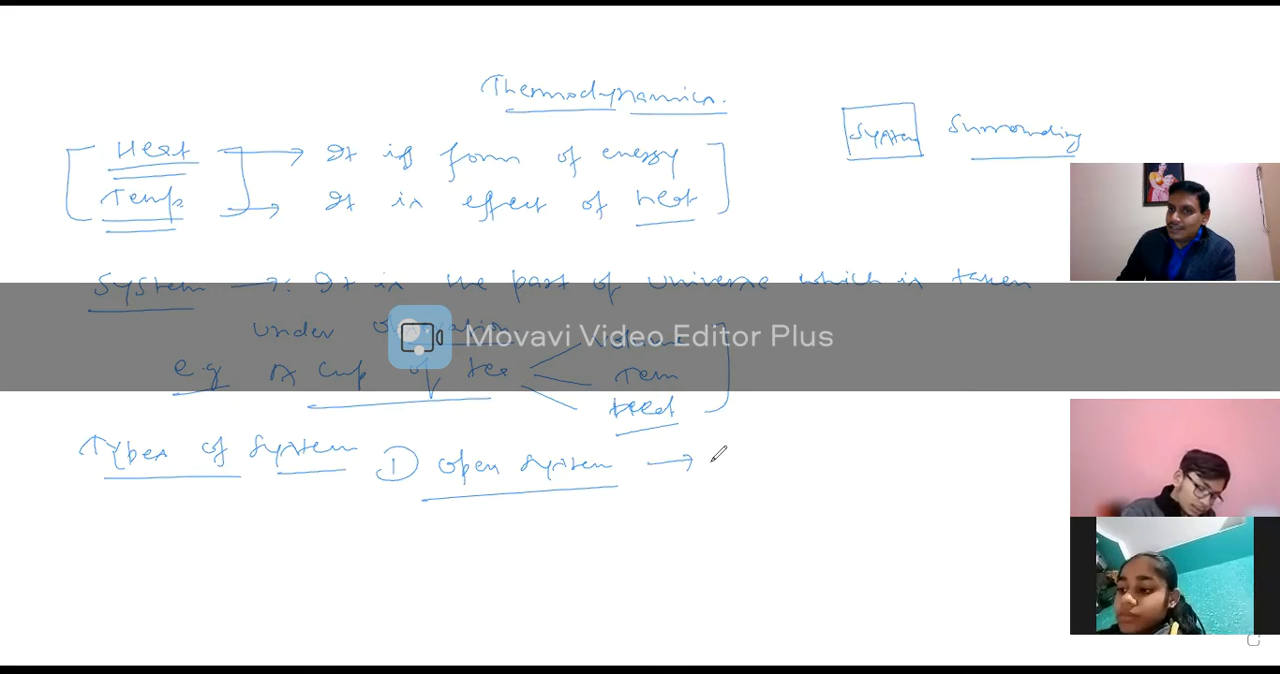 Thermodynamics.
System Surrounding
Heat → It is form of energy
Temp → It is effect of Heat
System →: It is the part of universe which is taken
under
Movavi Video Editor Plus
e.g A cup of tea Tem
Types of System ① open system →